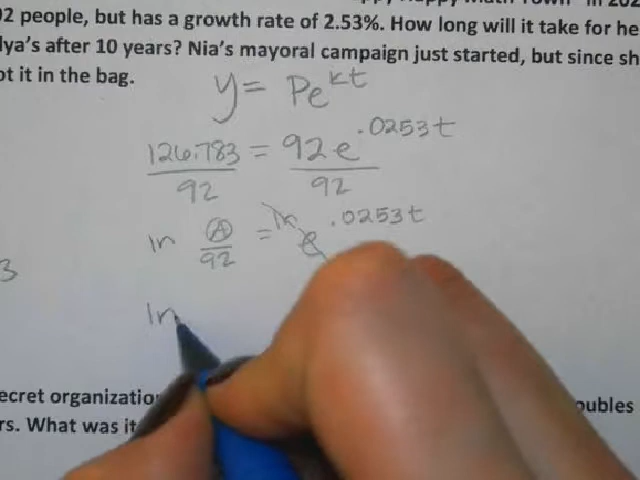 92 people, but has a growth rate of 2.53%. How long will it take for he
lya's after 10 years? Nia's mayoral campaign just started, but since sh
ot it in the bag.
y = Pe^kt
126.783 = 92e^.0253t
92 92
ln A/92 = ln e^.0253t
3
ln
ecret organizatio oubles
rs. What was it